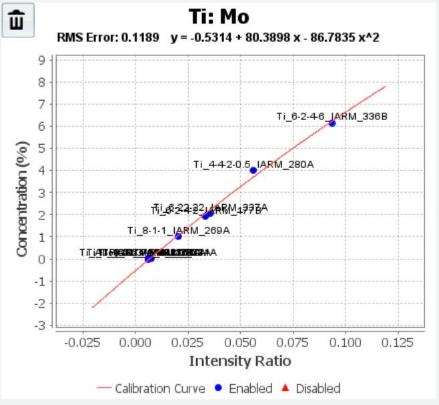 Ti: Mo
RMS Error: 0.1189 y = -0.5314 + 80.3898 x - 86.7835 x^2
9
8
7
6
5
4
3
2
1
0
-1
-2
-3
Concentration (%)
Ti_6-2-4-6_IARM_336B
Ti_4-4-2-0.5_IARM_280A
Ti_8-1-1_IARM_269A
-0.025 0.000 0.025 0.050 0.075 0.100 0.125
Intensity Ratio
Calibration Curve Enabled Disabled